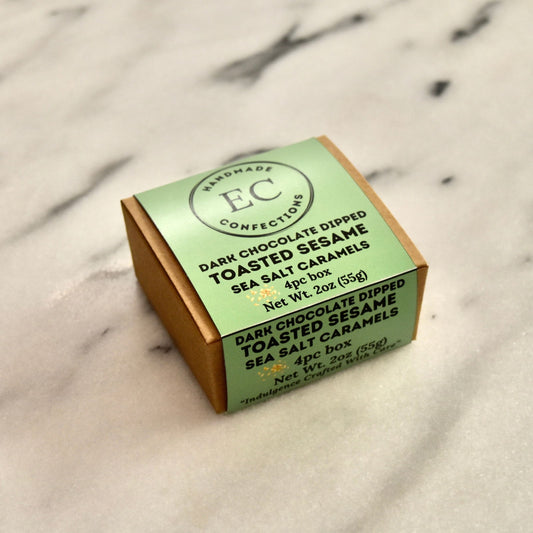 HANDMADE
EC
CONFECTIONS
DARK CHOCOLATE DIPPED
TOASTED SESAME
SEA SALT CARAMELS
4pc box
Net Wt. 2oz (55g)
DARK CHOCOLATE DIPPED
TOASTED SESAME
SEA SALT CARAMELS
4pc box
Net Wt. 2oz (55g)
"Indulgence Crafted With Care"